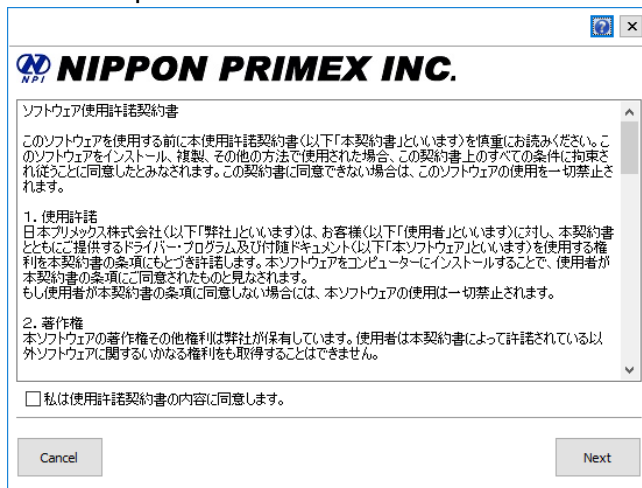 NPI NIPPON PRIMEX INC.
ソフトウェア使用許諾契約書
このソフトウェアを使用する前に本使用許諾契約書(以下「本契約書」といいます)を慎重にお読みください。こ
のソフトウェアをインストール、複製、その他の方法で使用された場合、この契約書上のすべての条件に拘束さ
れ従うことに同意したとみなされます。この契約書に同意できない場合は、このソフトウェアの使用を一切禁止さ
れます。
1. 使用許諾
日本プリメックス株式会社(以下「弊社」といいます)は、お客様(以下「使用者」といいます)に対し、本契約書
とともにご提供するドライバー・プログラム及び付随ドキュメント(以下「本ソフトウェア」といいます)を使用する権
利を本契約書の条項にもとづき許諾します。本ソフトウェアをコンピューターにインストールすることで、使用者が
本契約書の条項にご同意されたものと見なされます。
もし使用者が本契約書の条項に同意しない場合には、本ソフトウェアの使用は一切禁止されます。
2. 著作権
本ソフトウェアの著作権その他権利は弊社が保有しています。使用者は本契約書によって許諾されている以
外ソフトウェアに関するいかなる権利をも取得することはできません。
私は使用許諾契約書の内容に同意します。
Cancel
Next